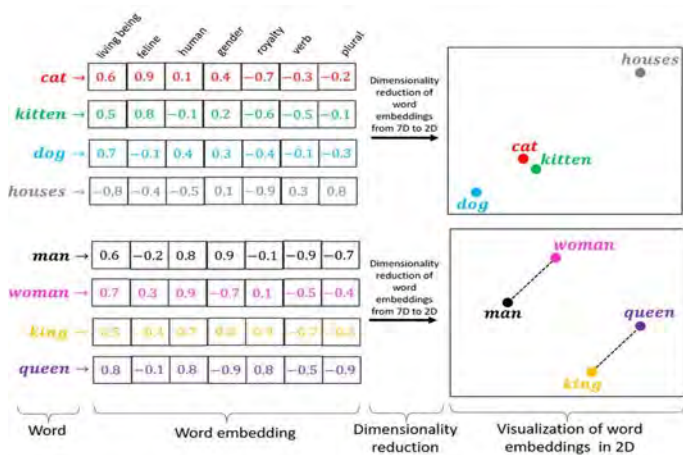 living being feline human gender royalty verb plural
cat → 0.6 0.9 0.1 0.4 −0.7 −0.3 −0.2
kitten → 0.5 0.8 −0.1 0.2 −0.6 −0.5 −0.1
dog → 0.7 −0.1 0.4 0.3 −0.4 −0.1 −0.3
houses → −0.8 −0.4 −0.5 0.1 −0.9 0.3 0.8
Dimensionality
reduction of
word
embeddings
from 7D to 2D
houses
cat
kitten
dog
man → 0.6 −0.2 0.8 0.9 −0.1 −0.9 −0.7
woman → 0.7 0.3 0.9 −0.7 0.1 −0.5 −0.4
king →
queen → 0.8 −0.1 0.8 −0.9 0.8 −0.5 −0.9
Dimensionality
reduction of
word
embeddings
from 7D to 2D
woman
man
queen
king
Word
Word embedding
Dimensionality
reduction
Visualization of word
embeddings in 2D